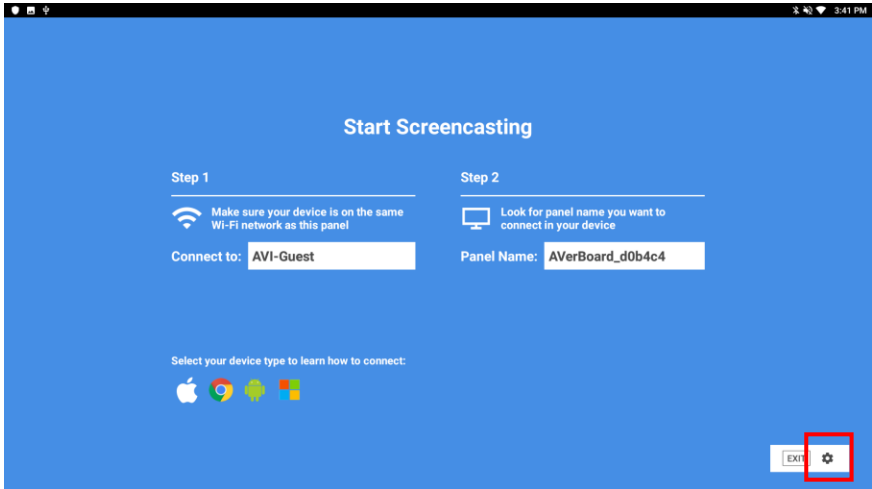 3:41 PM
Start Screencasting
Step 1
Make sure your device is on the same
Wi-Fi network as this panel
Connect to: AVI-Guest
Step 2
Look for panel name you want to
connect in your device
Panel Name: AVerBoard_d0b4c4
Select your device type to learn how to connect:
EXIT